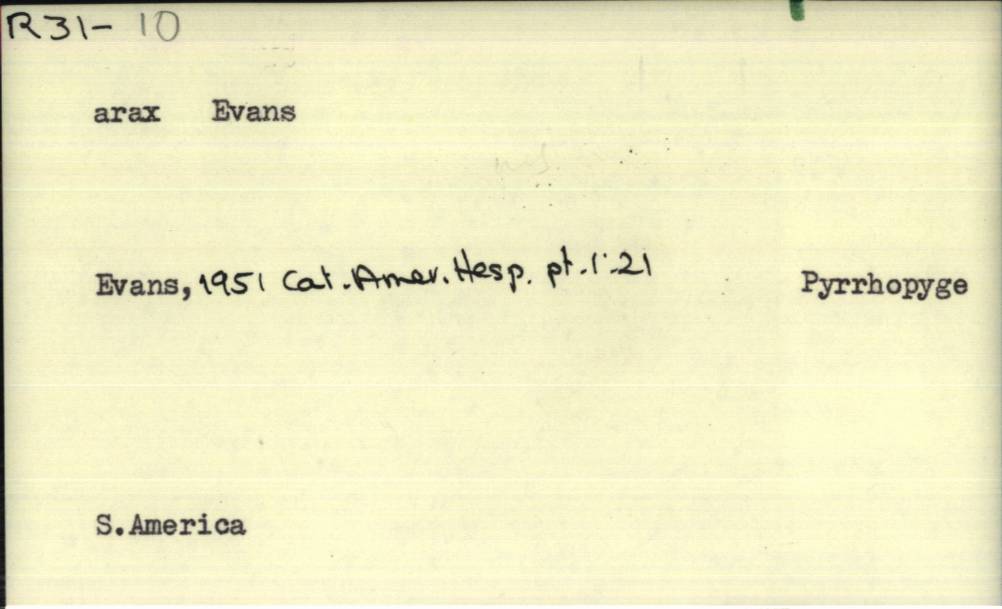 R31- 10
arax Evans
Evans, 1951 Cat. Amer. Hesp. pt. 1. 21 Pyrrhopyge
S.America